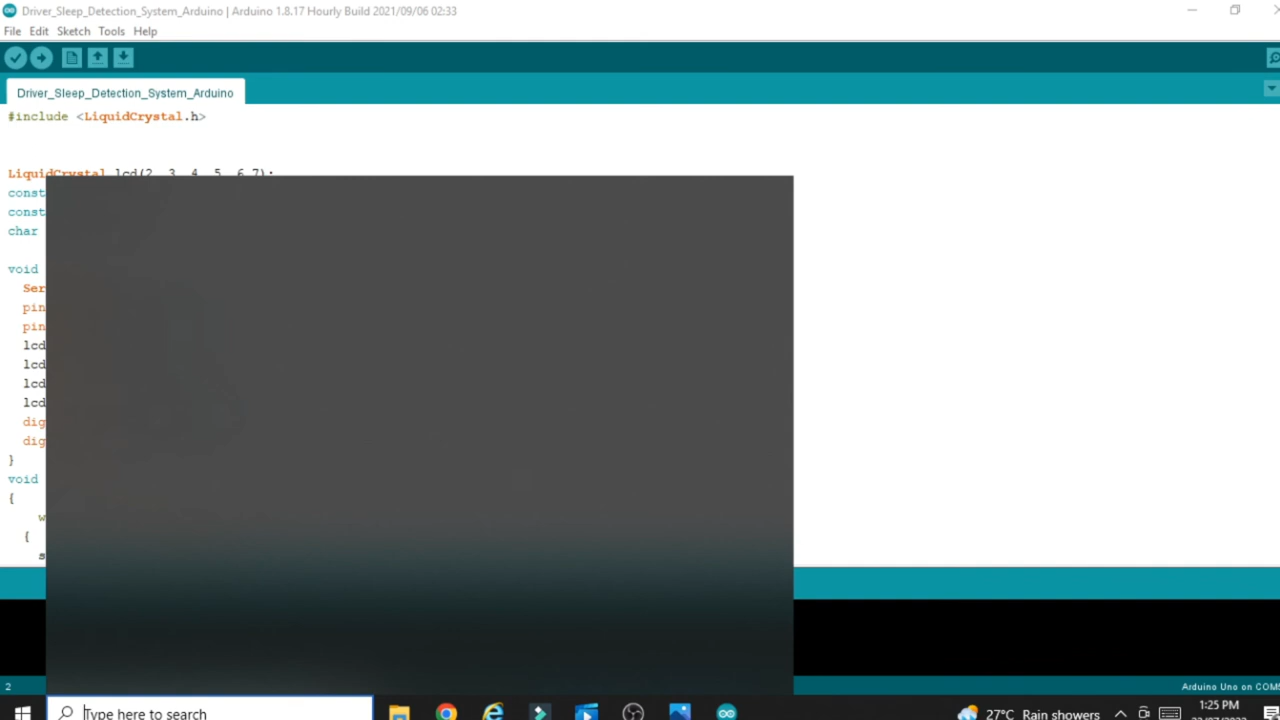 Driver_Sleep_Detection_System_Arduino | Arduino 1.8.17 Hourly Build 2021/09/06 02:33
File Edit Sketch Tools Help
Driver_Sleep_Detection_System_Arduino
#include <LiquidCrystal.h>
LiquidCrystal lcd(2, 3, 4, 5, 6,7);
const
const
char
void
Ser
pin
pin
lcd
lcd
lcd
lcd
dig
dig
}
void
{
w
{
s
2
Arduino Uno on COM
Type here to search
27°C Rain showers
1:25 PM